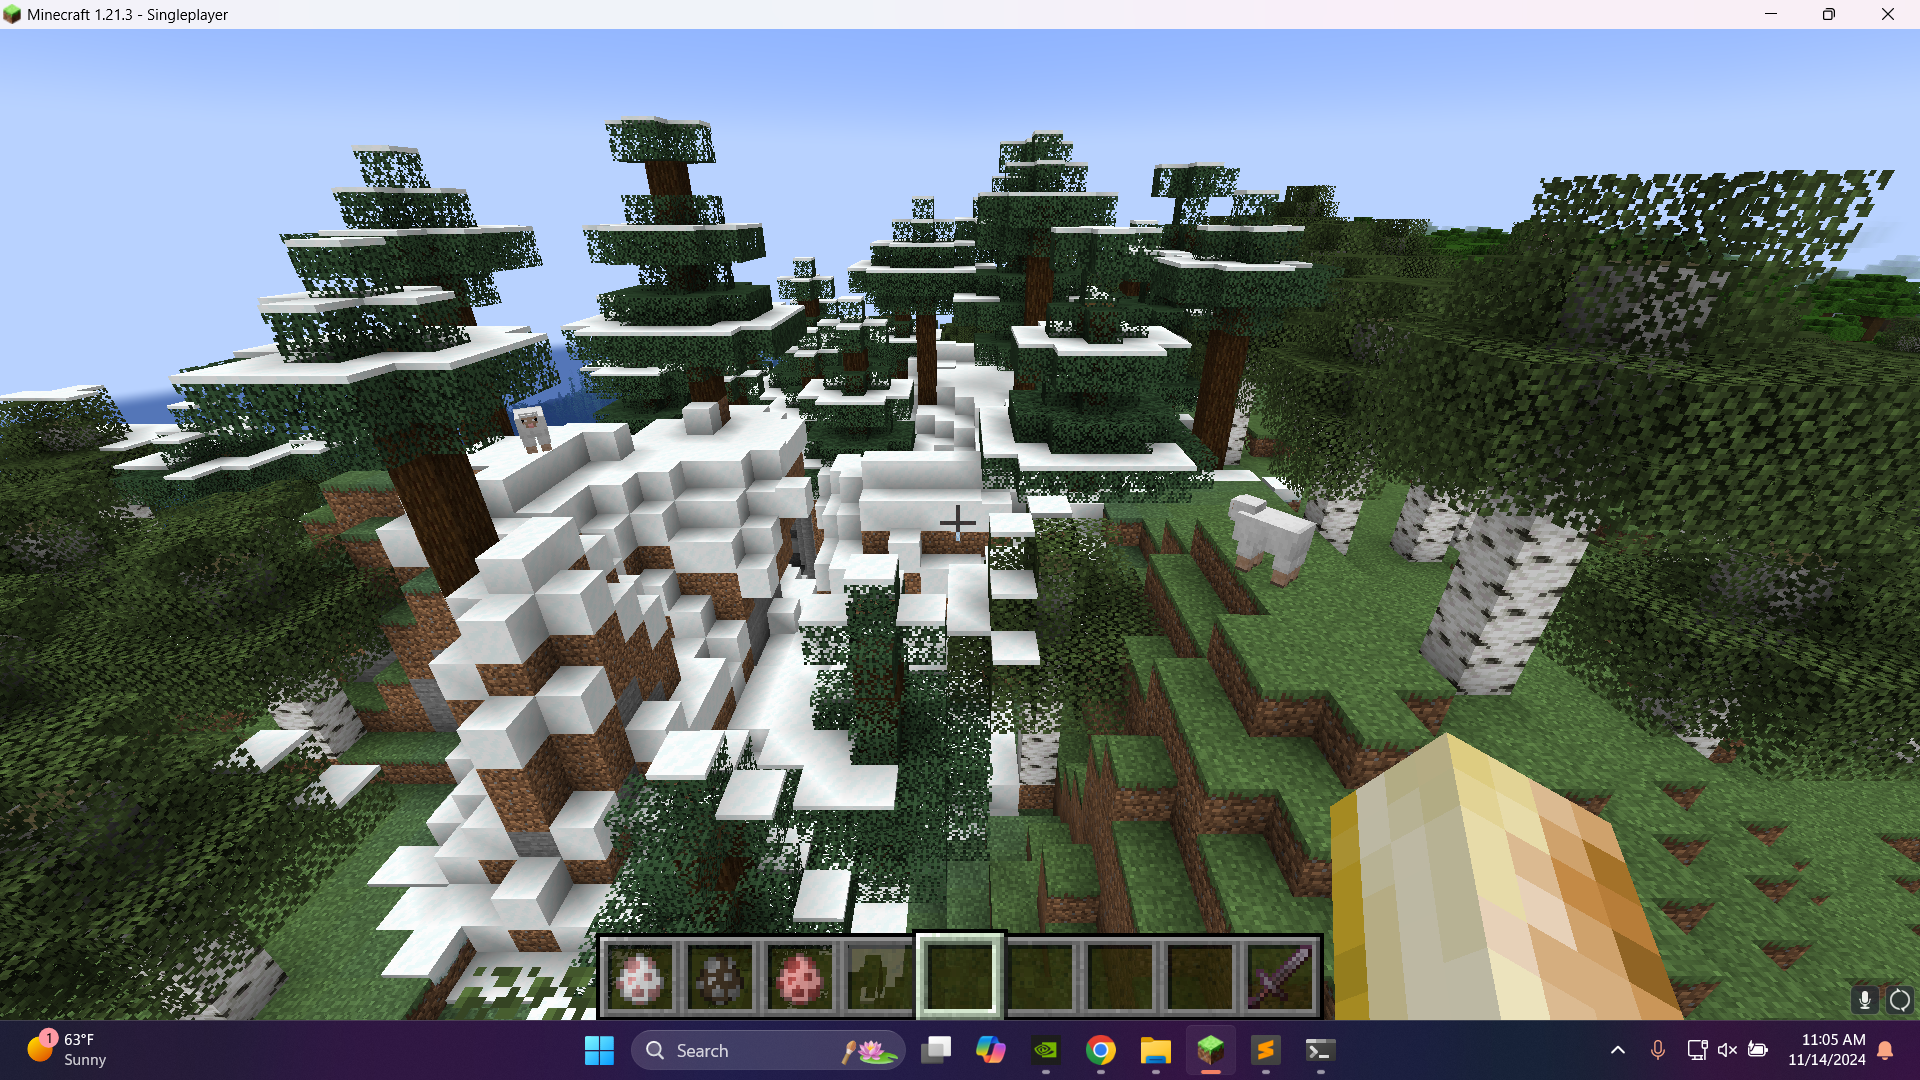 Minecraft 1.21.3 - Singleplayer
1
63°F
Sunny
Search
11:05 AM
11/14/2024